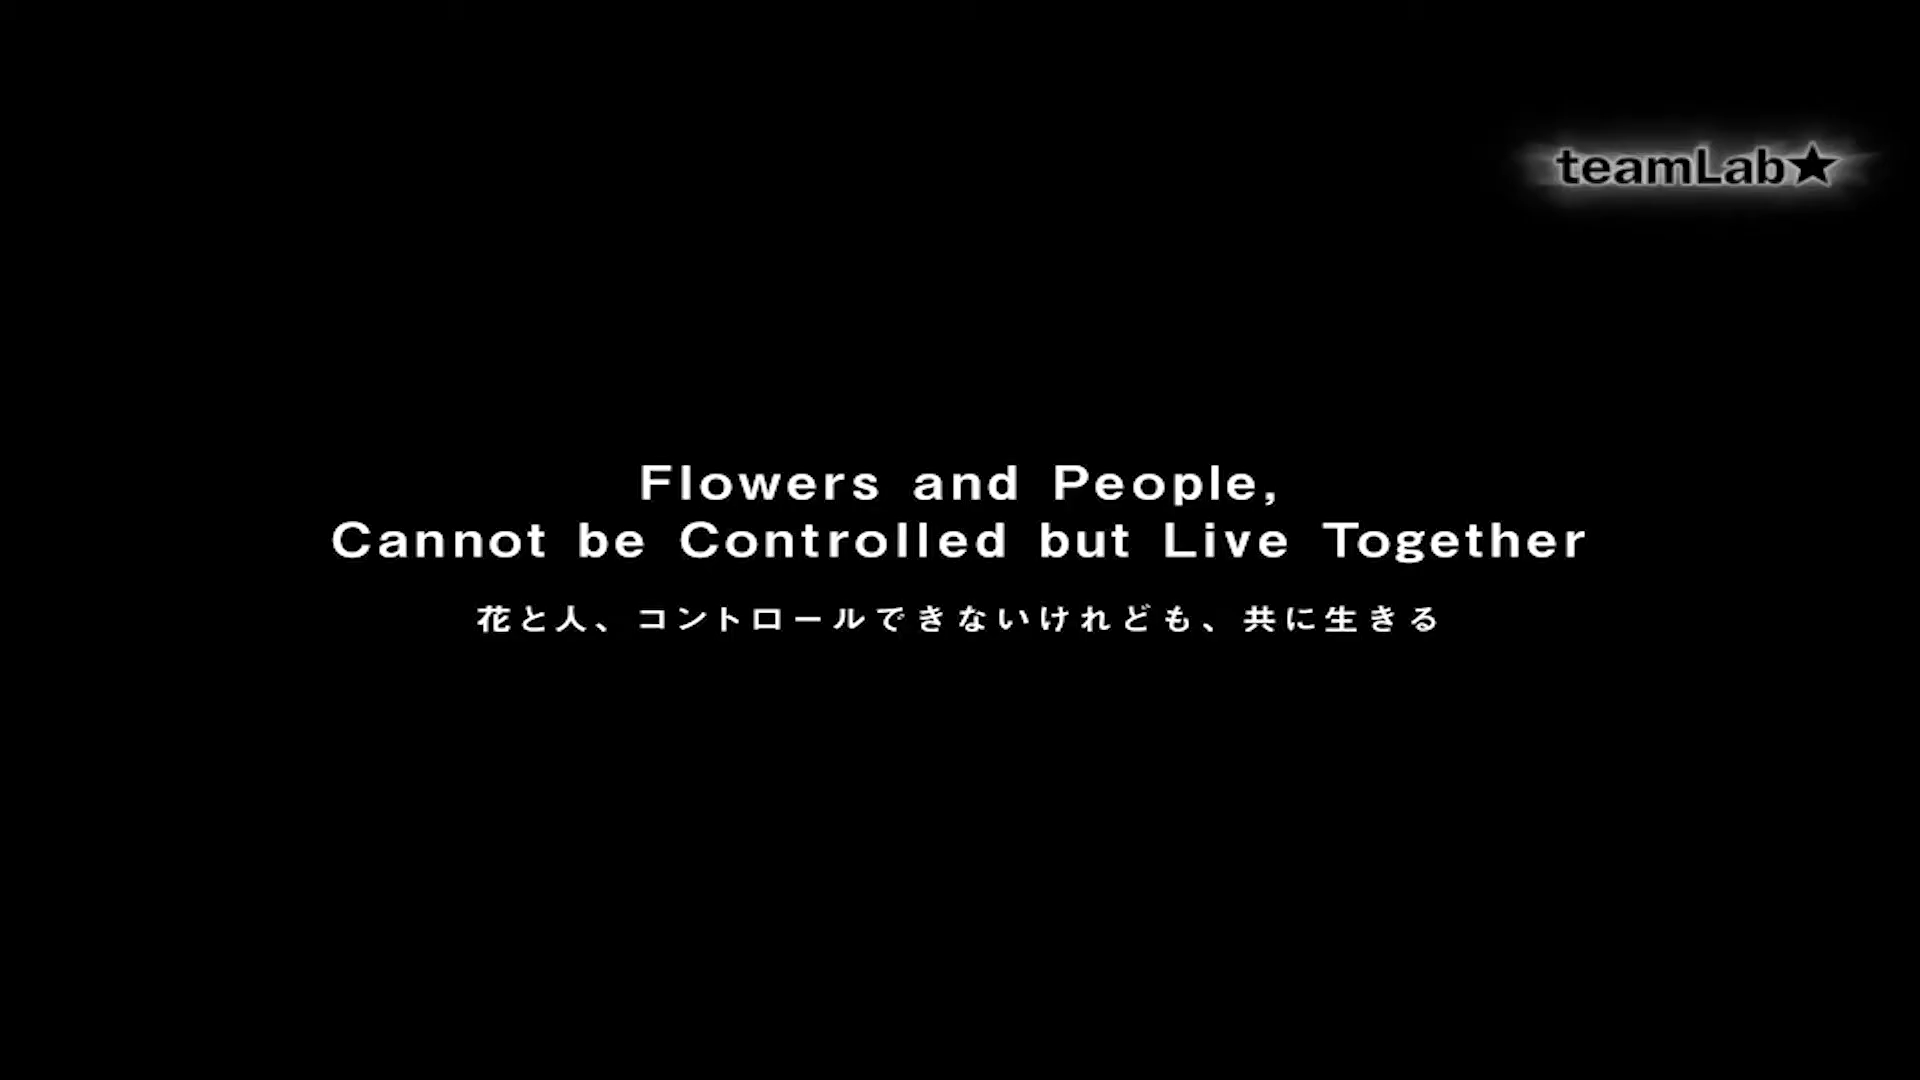 teamLab★
Flowers and People,
Cannot be Controlled but Live Together
花と人、コントロールできないけれども、共に生きる